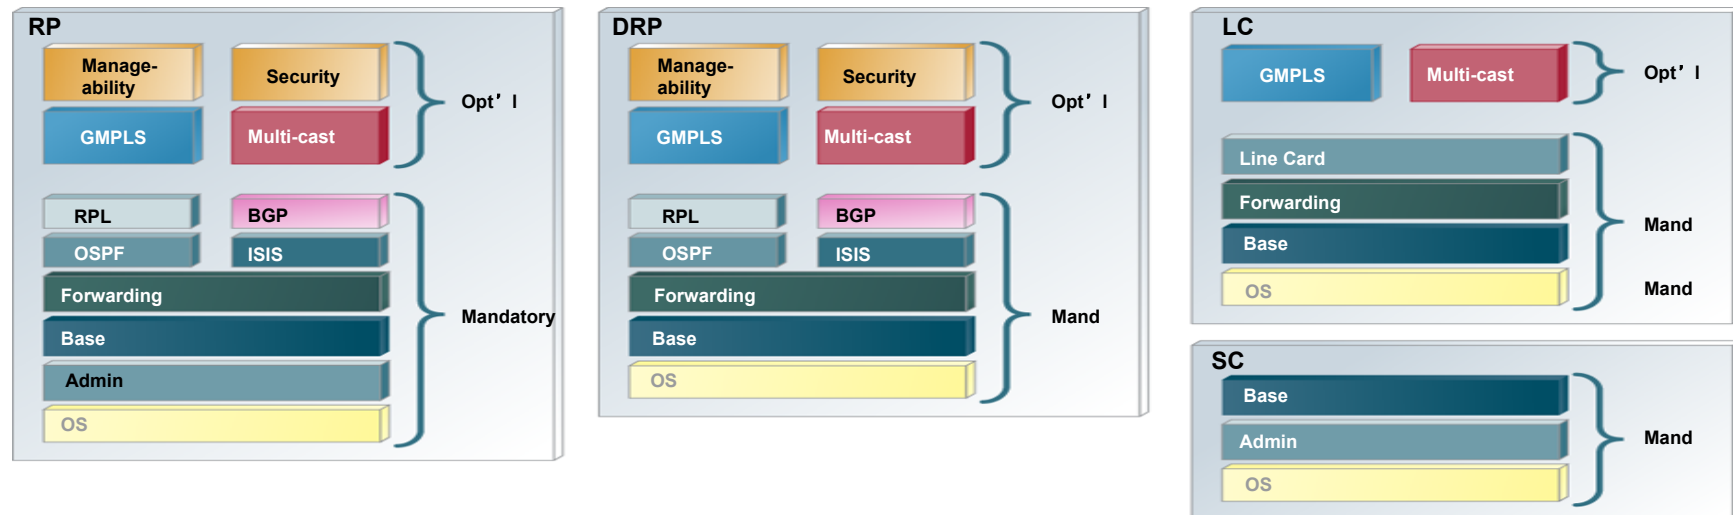 RP
Manage-
ability
Security
Opt’ l
GMPLS
Multi-cast
RPL
BGP
OSPF
ISIS
Forwarding
Mandatory
Base
Admin
OS
DRP
Manage-
ability
Security
Opt’ l
GMPLS
Multi-cast
RPL
BGP
OSPF
ISIS
Forwarding
Mand
Base
OS
LC
GMPLS
Multi-cast
Opt’ l
Line Card
Forwarding
Mand
Base
OS
Mand
SC
Base
Admin
Mand
OS